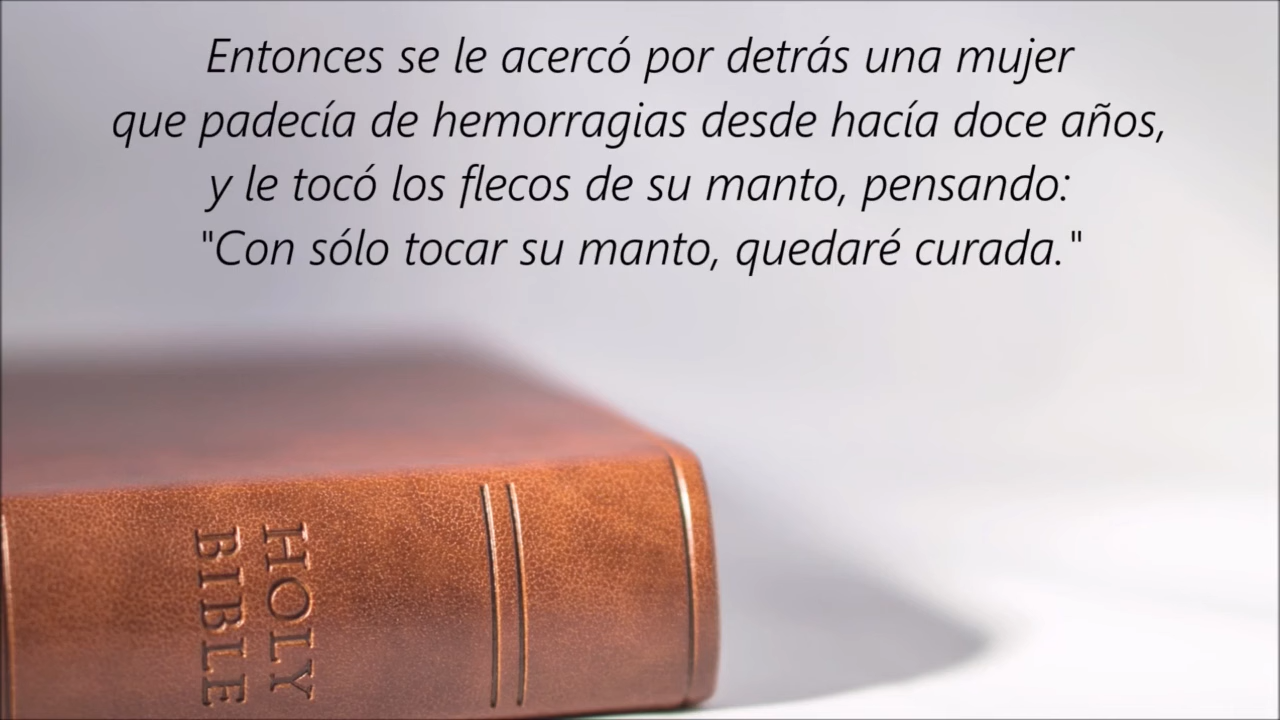 Entonces se le acercó por detrás una mujer
que padecía de hemorragias desde hacía doce años,
y le tocó los flecos de su manto, pensando:
"Con sólo tocar su manto, quedaré curada."
HOLY
BIBLE